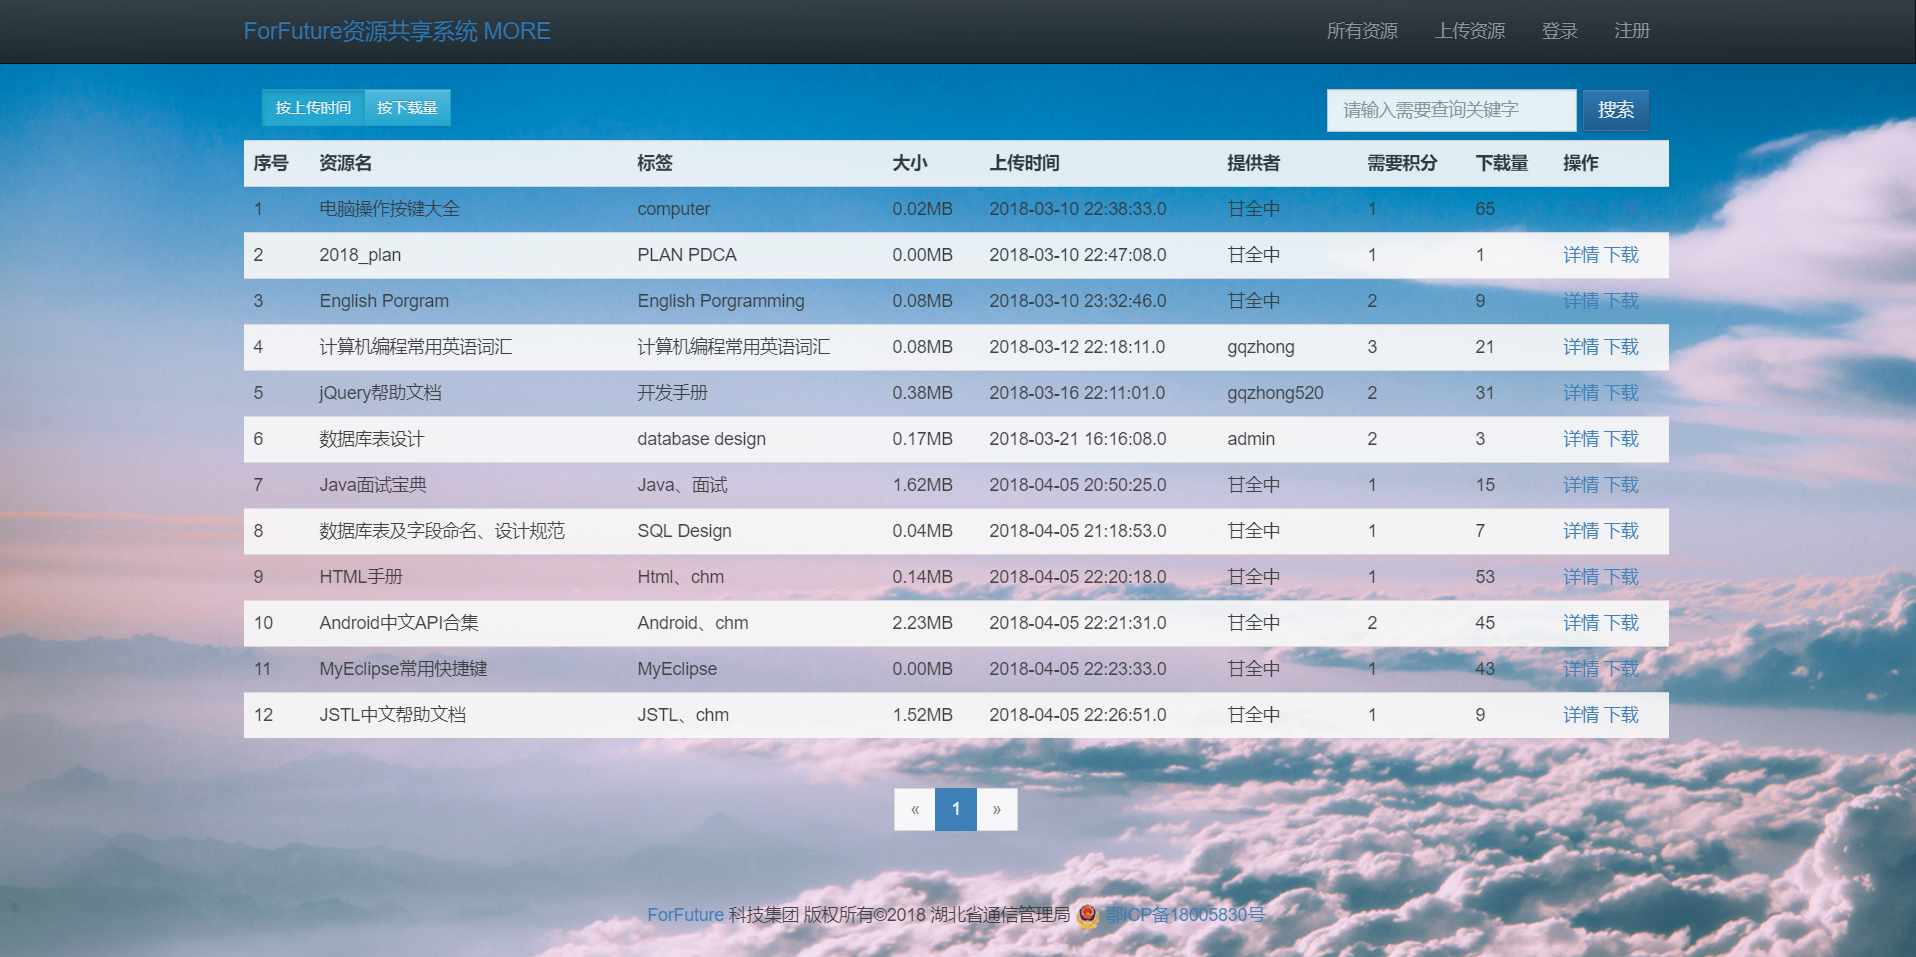 ForFuture资源共享系统 MORE 所有资源 上传资源 登录 注册
按上传时间 按下载量 请输入需要查询关键字 搜索
序号 资源名 标签 大小 上传时间 提供者 需要积分 下载量 操作
1 电脑操作按键大全 computer 0.02MB 2018-03-10 22:38:33.0 甘全中 1 65 详情 下载
2 2018_plan PLAN PDCA 0.00MB 2018-03-10 22:47:08.0 甘全中 1 1 详情 下载
3 English Porgram English Porgramming 0.08MB 2018-03-10 23:32:46.0 甘全中 2 9 详情 下载
4 计算机编程常用英语词汇 计算机编程常用英语词汇 0.08MB 2018-03-12 22:18:11.0 gqzhong 3 21 详情 下载
5 jQuery帮助文档 开发手册 0.38MB 2018-03-16 22:11:01.0 gqzhong520 2 31 详情 下载
6 数据库表设计 database design 0.17MB 2018-03-21 16:16:08.0 admin 2 3 详情 下载
7 Java面试宝典 Java、面试 1.62MB 2018-04-05 20:50:25.0 甘全中 1 15 详情 下载
8 数据库表及字段命名、设计规范 SQL Design 0.04MB 2018-04-05 21:18:53.0 甘全中 1 7 详情 下载
9 HTML手册 Html、chm 0.14MB 2018-04-05 22:20:18.0 甘全中 1 53 详情 下载
10 Android中文API合集 Android、chm 2.23MB 2018-04-05 22:21:31.0 甘全中 2 45 详情 下载
11 MyEclipse常用快捷键 MyEclipse 0.00MB 2018-04-05 22:23:33.0 甘全中 1 43 详情 下载
12 JSTL中文帮助文档 JSTL、chm 1.52MB 2018-04-05 22:26:51.0 甘全中 1 9 详情 下载
« 1 »
ForFuture 科技集团 版权所有©2018 湖北省通信管理局 鄂ICP备18005830号